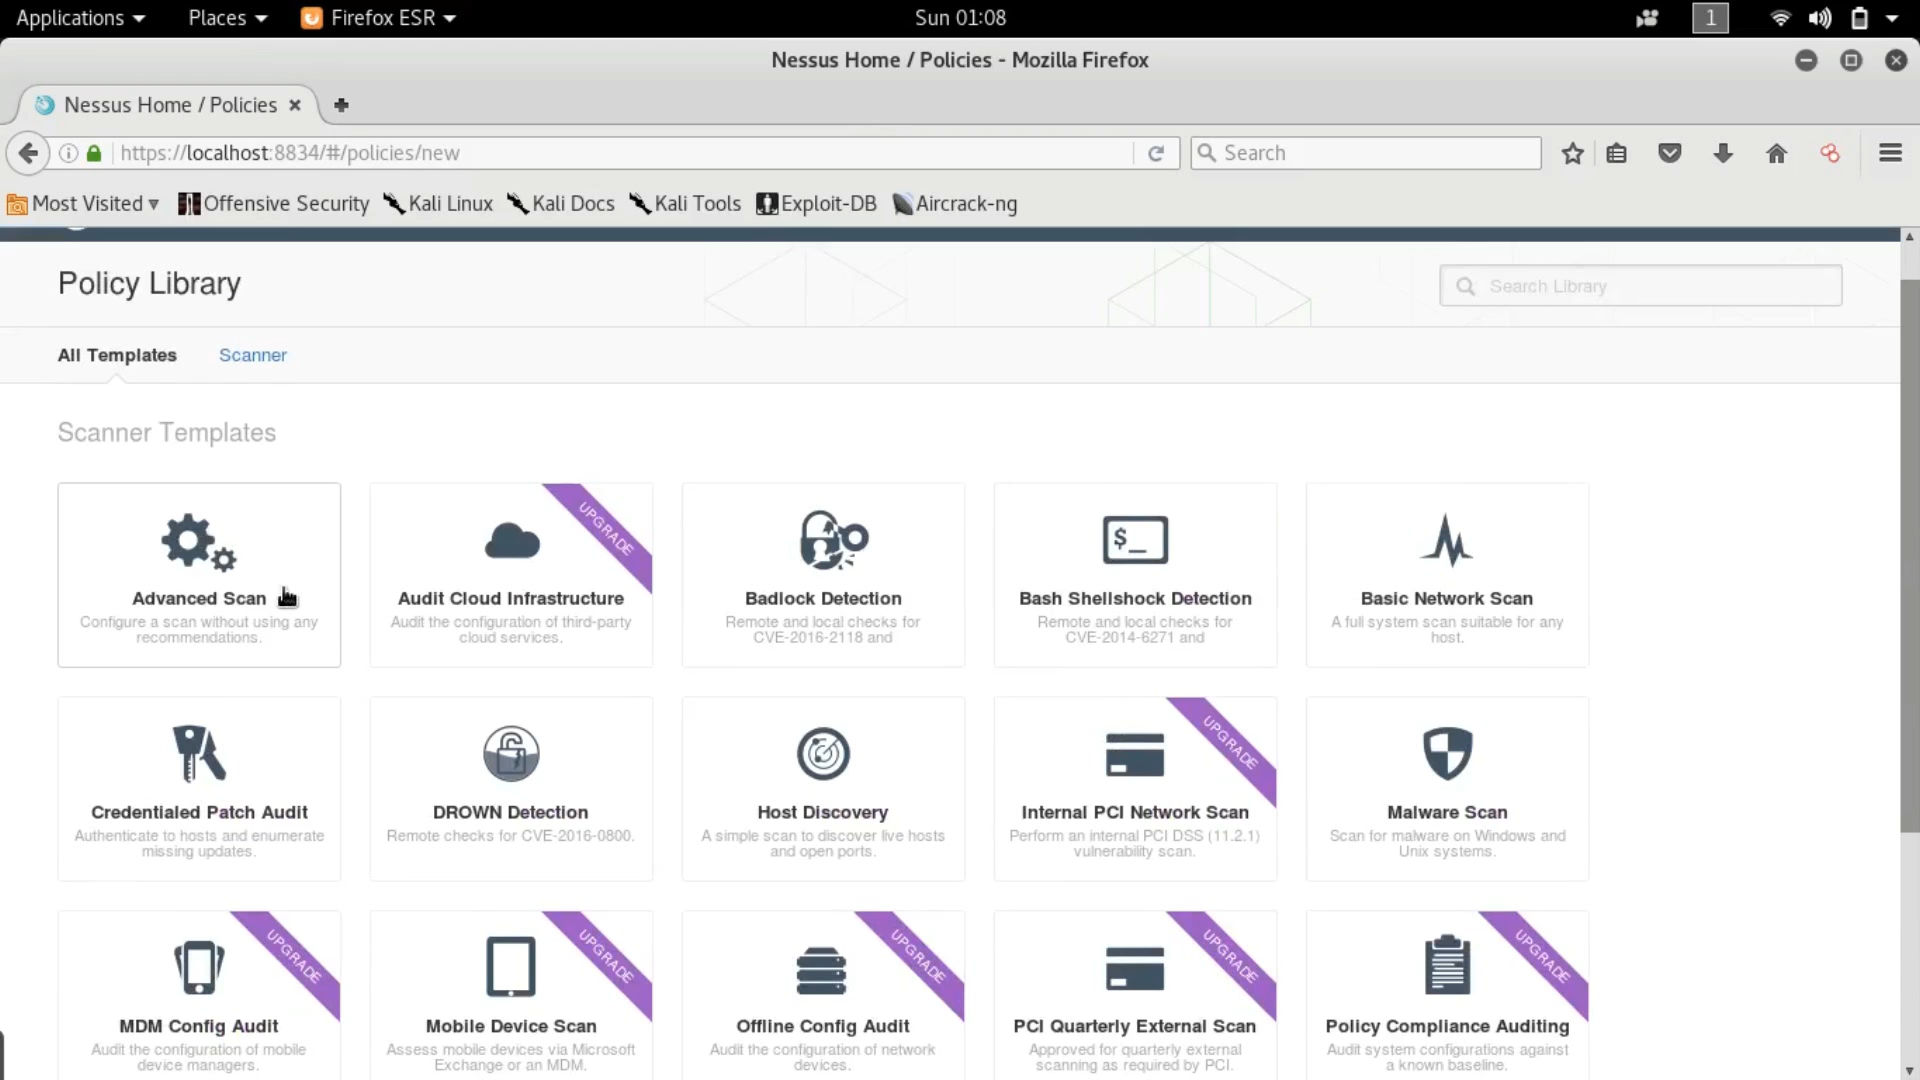 Applications Places Firefox ESR Sun 01:08 1
Nessus Home / Policies - Mozilla Firefox
Nessus Home / Policies
https://localhost:8834/#/policies/new Search
Most Visited Offensive Security Kali Linux Kali Docs Kali Tools Exploit-DB Aircrack-ng
Policy Library Search Library
All Templates Scanner
Scanner Templates
Advanced Scan
Configure a scan without using any
recommendations.
UPGRADE
Audit Cloud Infrastructure
Audit the configuration of third-party
cloud services.
Badlock Detection
Remote and local checks for
CVE-2016-2118 and
$_
Bash Shellshock Detection
Remote and local checks for
CVE-2014-6271 and
Basic Network Scan
A full system scan suitable for any
host.
Credentialed Patch Audit
Authenticate to hosts and enumerate
missing updates.
DROWN Detection
Remote checks for CVE-2016-0800.
Host Discovery
A simple scan to discover live hosts
and open ports.
UPGRADE
Internal PCI Network Scan
Perform an internal PCI DSS (11.2.1)
vulnerability scan.
Malware Scan
Scan for malware on Windows and
Unix systems.
UPGRADE
MDM Config Audit
Audit the configuration of mobile
device managers.
UPGRADE
Mobile Device Scan
Assess mobile devices via Microsoft
Exchange or an MDM.
UPGRADE
Offline Config Audit
Audit the configuration of network
devices.
UPGRADE
PCI Quarterly External Scan
Approved for quarterly external
scanning as required by PCI.
UPGRADE
Policy Compliance Auditing
Audit system configurations against
a known baseline.